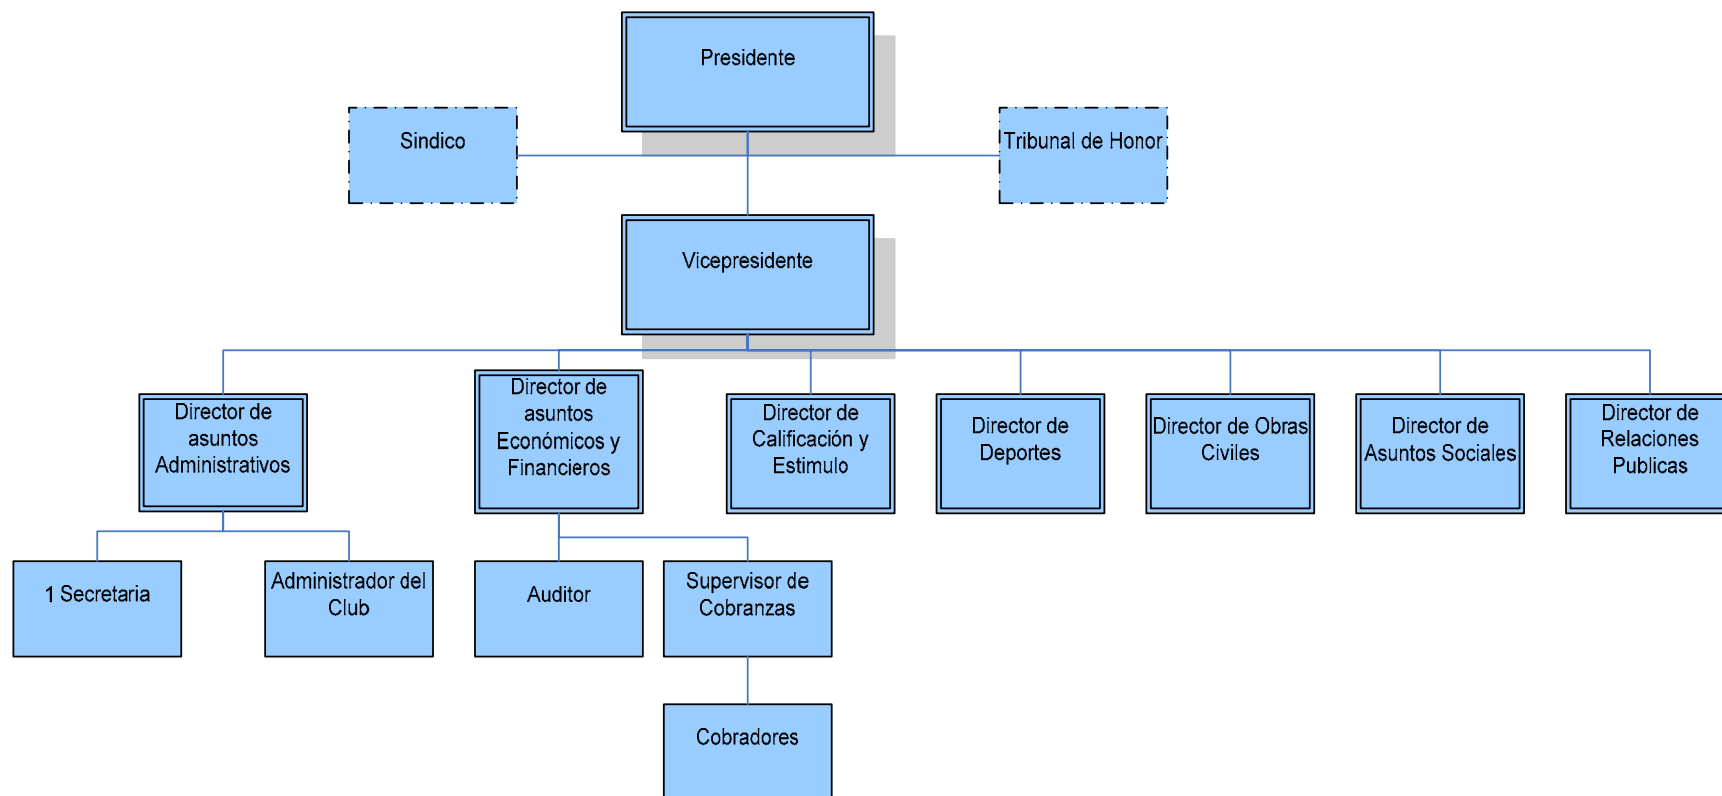 Presidente
Sindico
Tribunal de Honor
Vicepresidente
Director de
asuntos
Administrativos
Director de
asuntos
Económicos y
Financieros
Director de
Calificación y
Estimulo
Director de
Deportes
Director de Obras
Civiles
Director de
Asuntos Sociales
Director de
Relaciones
Publicas
1 Secretaria
Administrador del
Club
Auditor
Supervisor de
Cobranzas
Cobradores